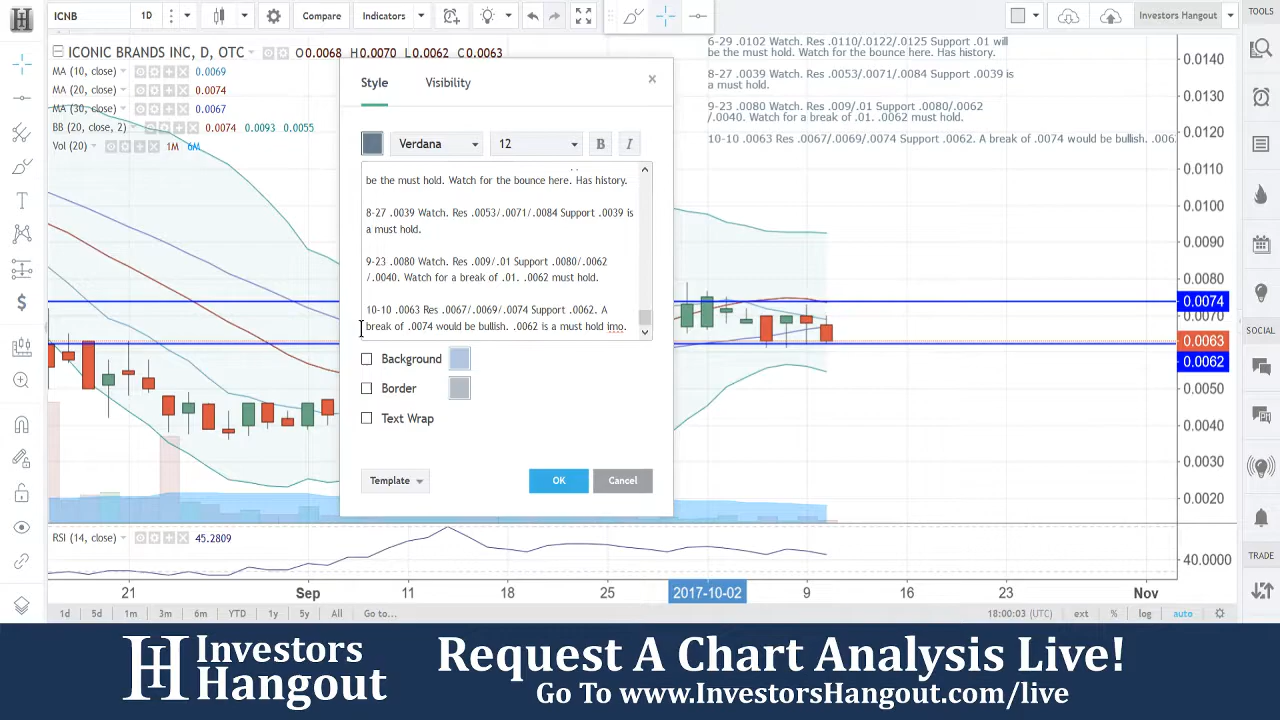 ICNB
1D
Compare
Indicators
Investors Hangout
TOOLS
ICONIC BRANDS INC, D, OTC
O0.0068 H0.0070 L0.0062 C0.0063
MA (10, close)
0.0069
MA (20, close)
0.0074
MA (30, close)
0.0067
BB (20, close, 2)
0.0074 0.0093 0.0055
Vol (20)
1M 6M
6-29 .0102 Watch. Res .0110/.0122/.0125 Support .01 will
be the must hold. Watch for the bounce here. Has history.
8-27 .0039 Watch. Res .0053/.0071/.0084 Support .0039 is
a must hold.
9-23 .0080 Watch. Res .009/.01 Support .0080/.0062
/.0040. Watch for a break of .01. .0062 must hold.
10-10 .0063 Res .0067/.0069/.0074 Support .0062. A break of .0074 would be bullish. .0062
Style
Visibility
Verdana
12
B
I
be the must hold. Watch for the bounce here. Has history.
8-27 .0039 Watch. Res .0053/.0071/.0084 Support .0039 is
a must hold.
9-23 .0080 Watch. Res .009/.01 Support .0080/.0062
/.0040. Watch for a break of .01. .0062 must hold.
10-10 .0063 Res .0067/.0069/.0074 Support .0062. A
break of .0074 would be bullish. .0062 is a must hold imo.
Background
Border
Text Wrap
Template
OK
Cancel
0.0140
0.0130
0.0120
0.0110
0.0100
0.0090
0.0080
0.0074
0.0070
0.0063
0.0062
0.0050
0.0040
0.0030
0.0020
SOCIAL
TRADE
RSI (14, close)
45.2809
40.0000
21
Sep
11
18
25
2017-10-02
9
16
23
Nov
1d
5d
1m
3m
6m
YTD
1y
5y
All
Go to...
18:00:03 (UTC)
ext
%
log
auto
Investors
Hangout
Request A Chart Analysis Live!
Go To www.InvestorsHangout.com/live